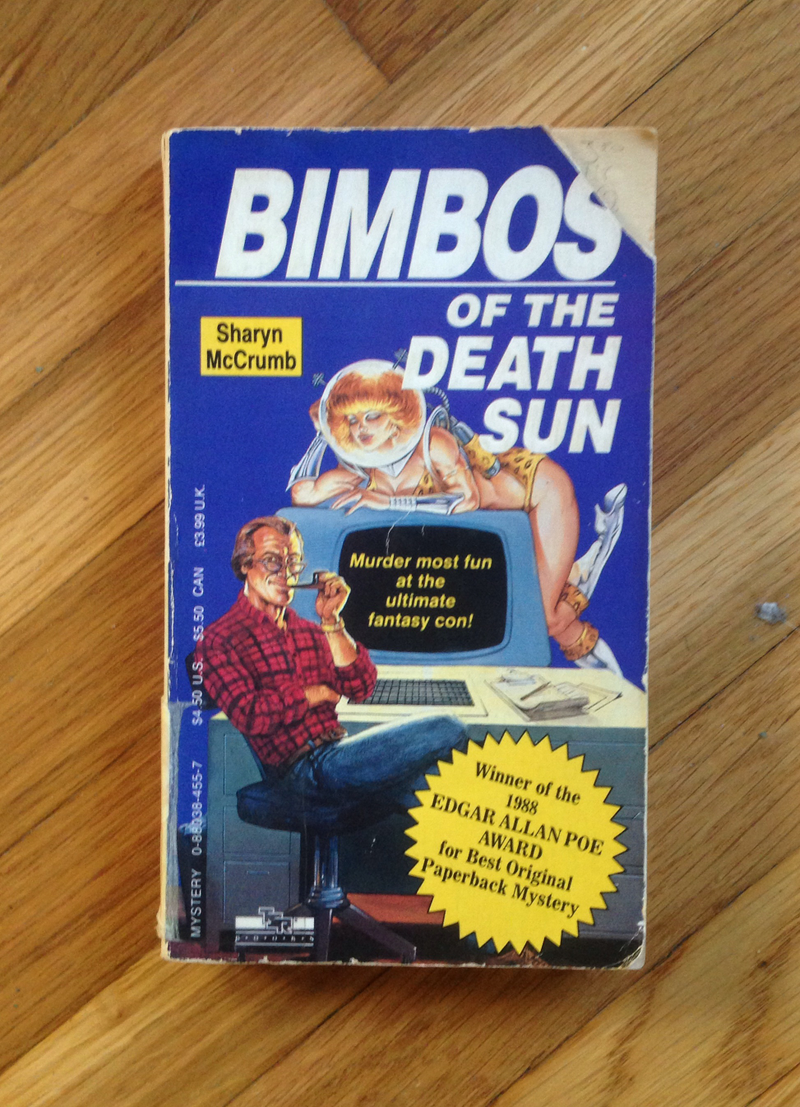 BIMBOS
OF THE
DEATH
SUN
Sharyn
McCrumb
Murder most fun
at the
ultimate
fantasy con!
Winner of the
1988
EDGAR ALLAN POE
AWARD
for Best Original
Paperback Mystery
MYSTERY 0-88038-455-7 $4.50 U.S. $5.50 CAN £3.99 U.K.
TSR
BOOKS